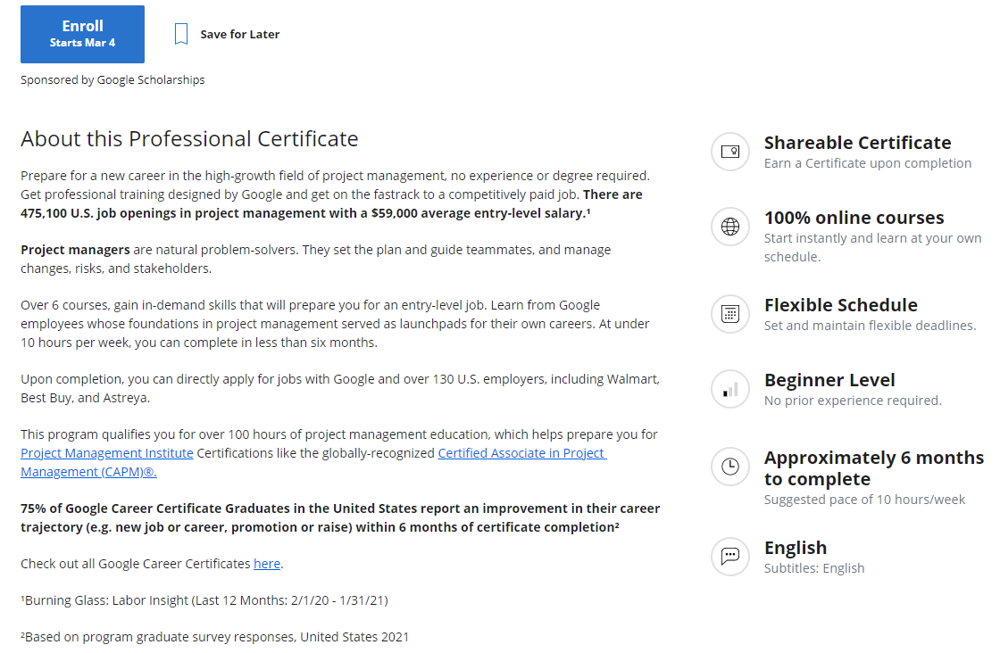 Enroll
Starts Mar 4
Save for Later
Sponsored by Google Scholarships
About this Professional Certificate
Prepare for a new career in the high-growth field of project management, no experience or degree required.
Get professional training designed by Google and get on the fastrack to a competitively paid job. There are
475,100 U.S. job openings in project management with a $59,000 average entry-level salary.¹
Project managers are natural problem-solvers. They set the plan and guide teammates, and manage
changes, risks, and stakeholders.
Over 6 courses, gain in-demand skills that will prepare you for an entry-level job. Learn from Google
employees whose foundations in project management served as launchpads for their own careers. At under
10 hours per week, you can complete in less than six months.
Upon completion, you can directly apply for jobs with Google and over 130 U.S. employers, including Walmart,
Best Buy, and Astreya.
This program qualifies you for over 100 hours of project management education, which helps prepare you for
Project Management Institute Certifications like the globally-recognized Certified Associate in Project
Management (CAPM)®.
75% of Google Career Certificate Graduates in the United States report an improvement in their career
trajectory (e.g. new job or career, promotion or raise) within 6 months of certificate completion²
Check out all Google Career Certificates here.
¹Burning Glass: Labor Insight (Last 12 Months: 2/1/20 - 1/31/21)
²Based on program graduate survey responses, United States 2021
Shareable Certificate
Earn a Certificate upon completion
100% online courses
Start instantly and learn at your own
schedule.
Flexible Schedule
Set and maintain flexible deadlines.
Beginner Level
No prior experience required.
Approximately 6 months
to complete
Suggested pace of 10 hours/week
English
Subtitles: English